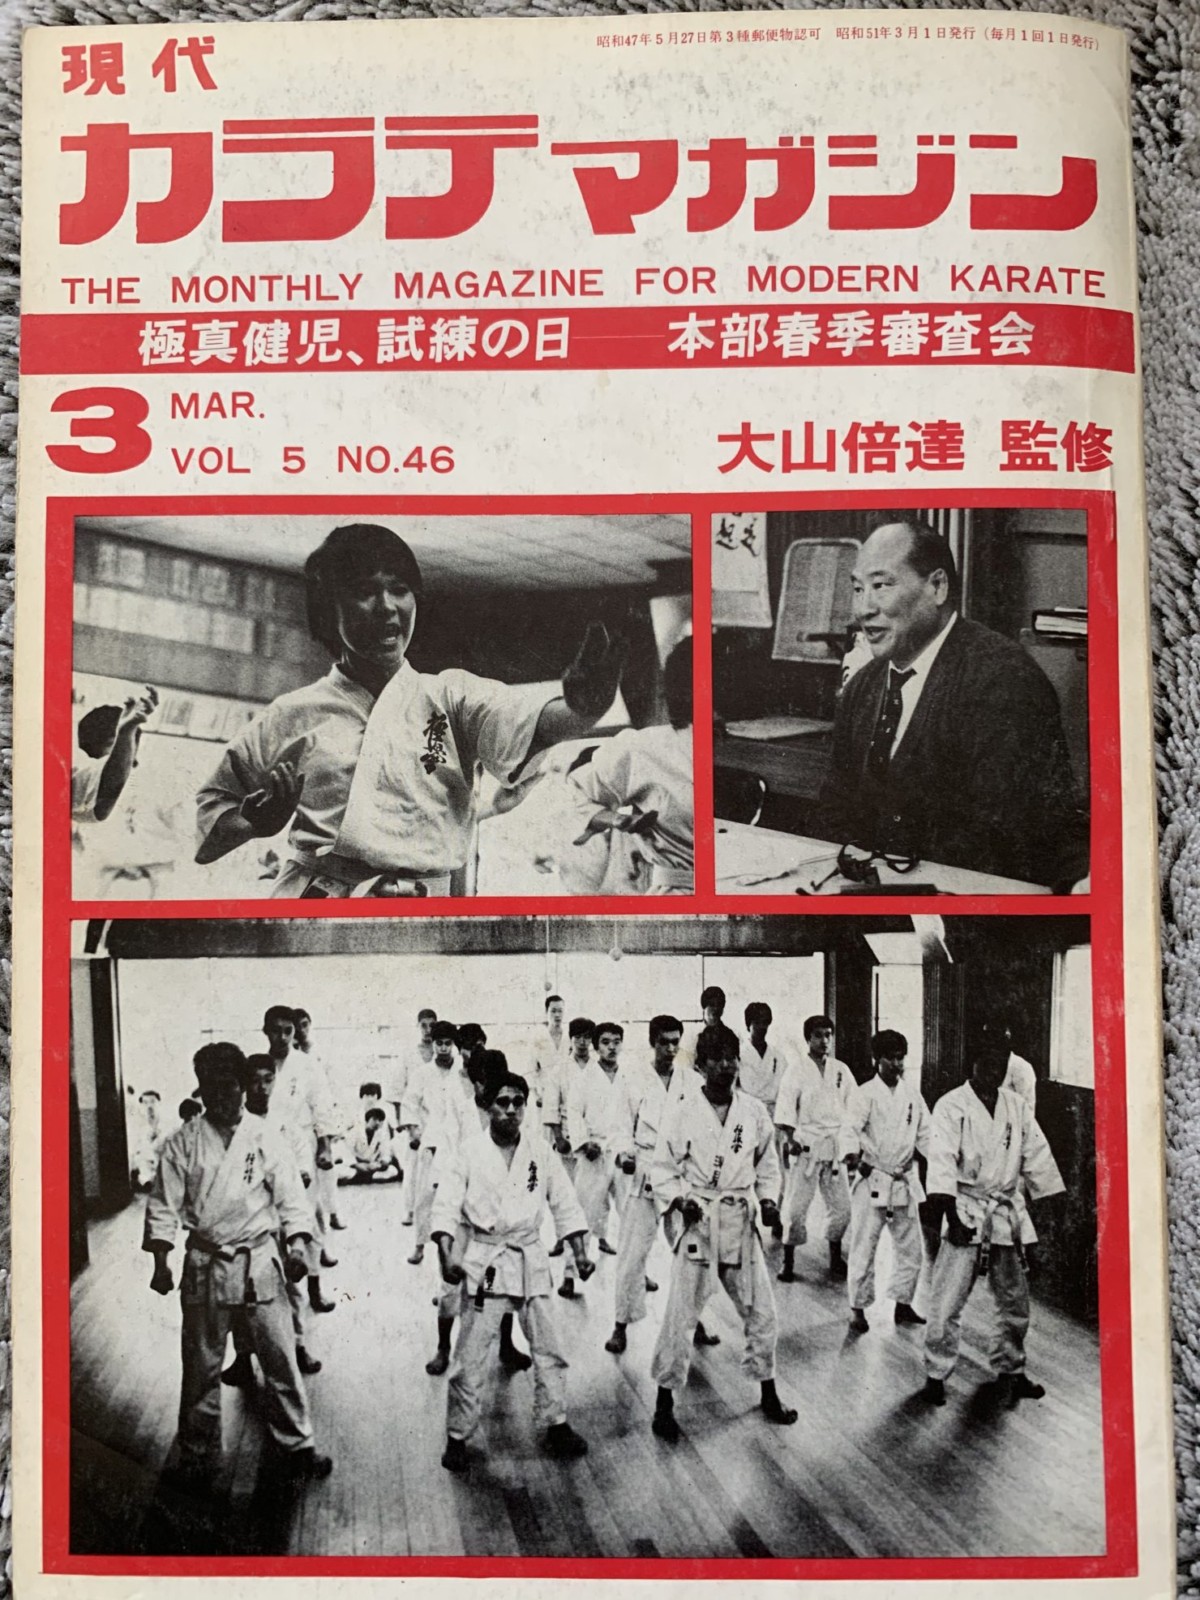 昭和47年5月27日第3種郵便物認可 昭和51年3月1日発行(毎月1回1日発行)
現代
カラテマガジン
THE MONTHLY MAGAZINE FOR MODERN KARATE
極真健児、試練の日——本部春季審査会
3 MAR.
VOL 5 NO.46
大山倍達 監修
極真会